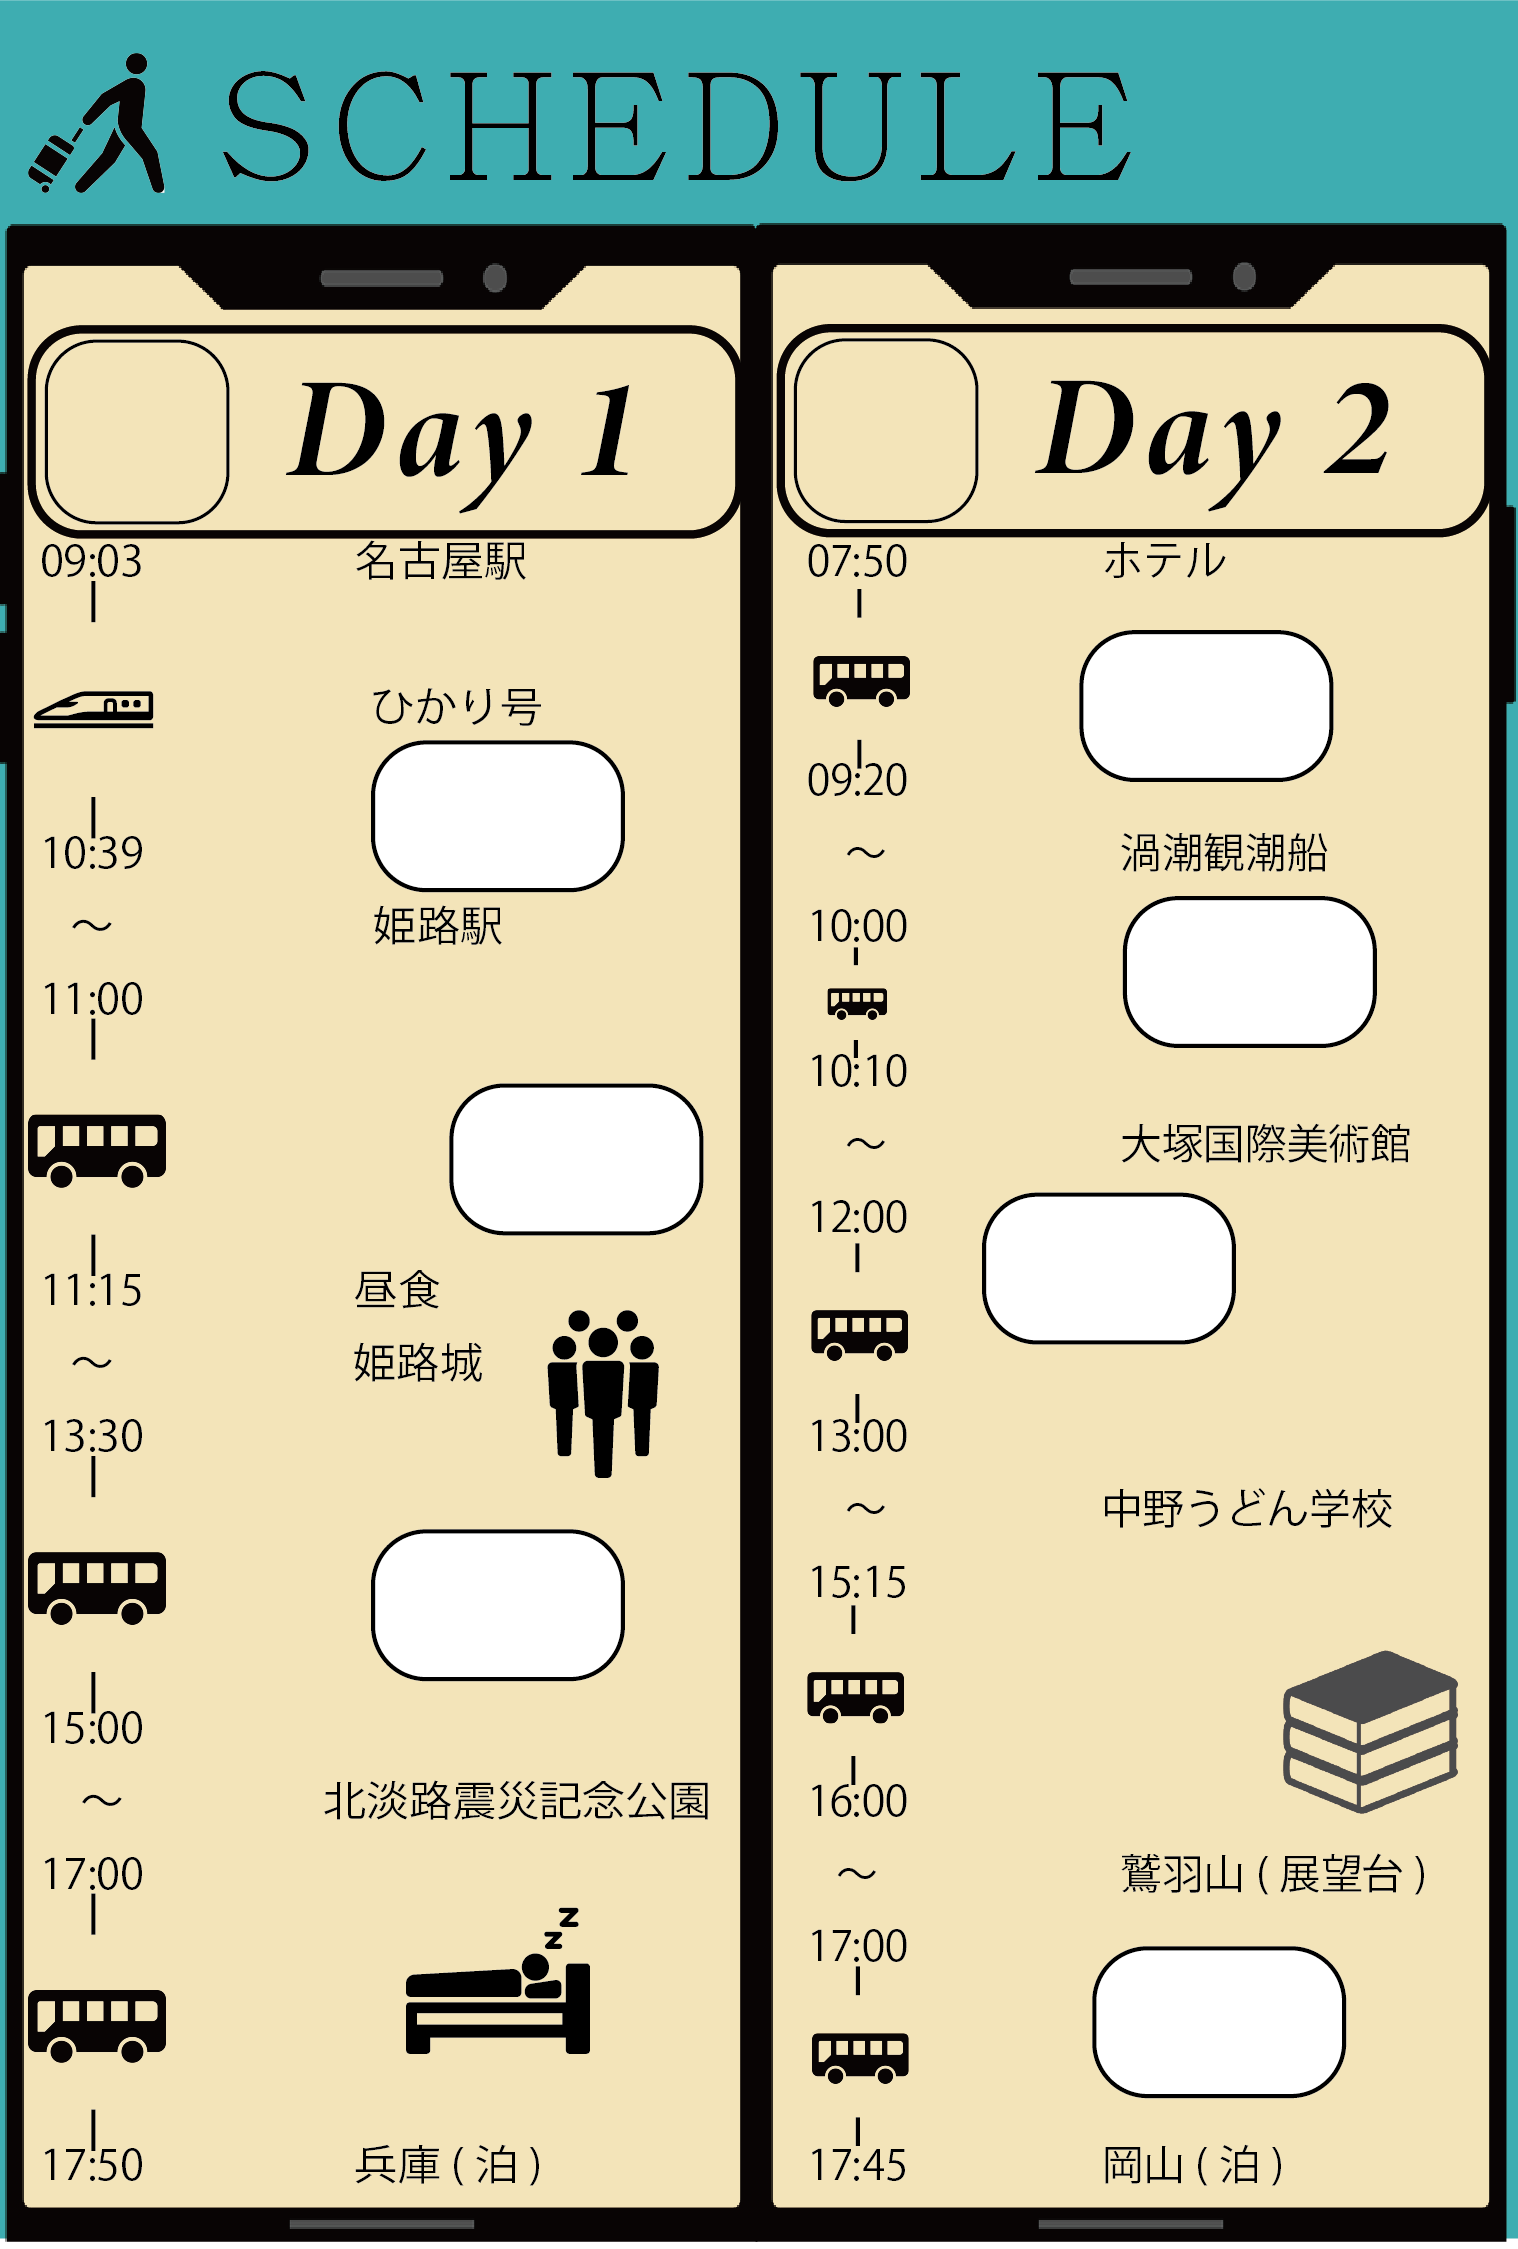 SCHEDULE
Day 1
09:03 名古屋駅
ひかり号
10:39
～ 姫路駅
11:00
11:15 昼食
～ 姫路城
13:30
15:00
～ 北淡路震災記念公園
17:00
z
z
17:50 兵庫(泊)
Day 2
07:50 ホテル
09:20
～ 渦潮観潮船
10:00
10:10
～ 大塚国際美術館
12:00
13:00
～ 中野うどん学校
15:15
16:00
～ 鷲羽山(展望台)
17:00
17:45 岡山(泊)